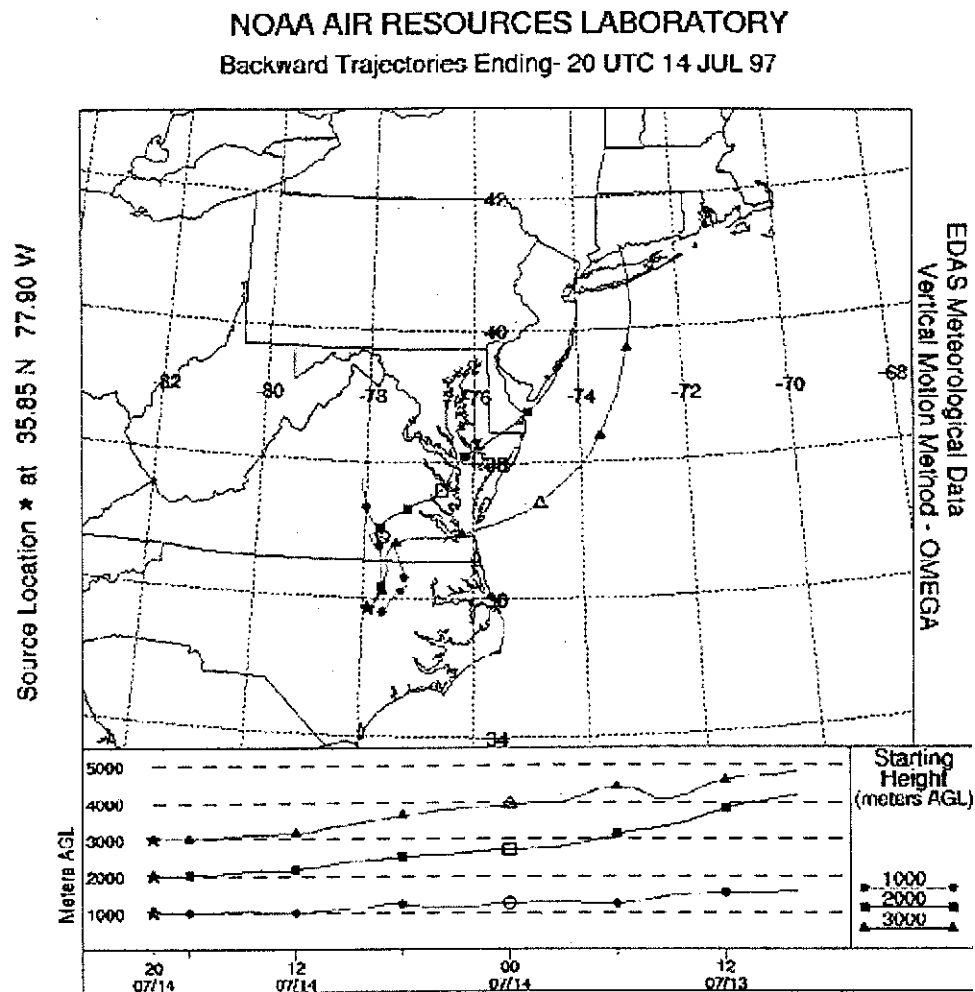 NOAA AIR RESOURCES LABORATORY
Backward Trajectories Ending- 20 UTC 14 JUL 97
Source Location ★ at 35.85 N 77.90 W
EDAS Meteorological Data
Vertical Motion Method - OMEGA
42
40
-82
-80
-78
-76
-74
-72
-70
-68
38
34
Meters AGL
5000
4000
3000
2000
1000
Starting
Height
(meters AGL)
1000
2000
3000
20 12 00 12
07/14 07/14 07/14 07/13